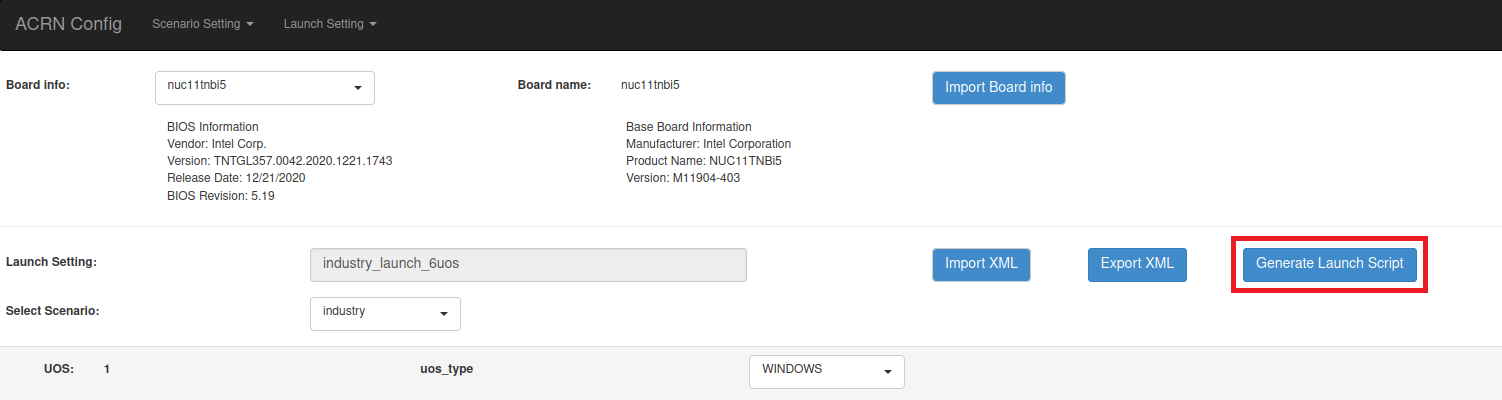 ACRN Config Scenario Setting Launch Setting
Board info: nuc11tnbi5 Board name: nuc11tnbi5 Import Board info
BIOS Information
Vendor: Intel Corp.
Version: TNTGL357.0042.2020.1221.1743
Release Date: 12/21/2020
BIOS Revision: 5.19
Base Board Information
Manufacturer: Intel Corporation
Product Name: NUC11TNBi5
Version: M11904-403
Launch Setting: industry_launch_6uos Import XML Export XML Generate Launch Script
Select Scenario: industry
UOS: 1 uos_type WINDOWS